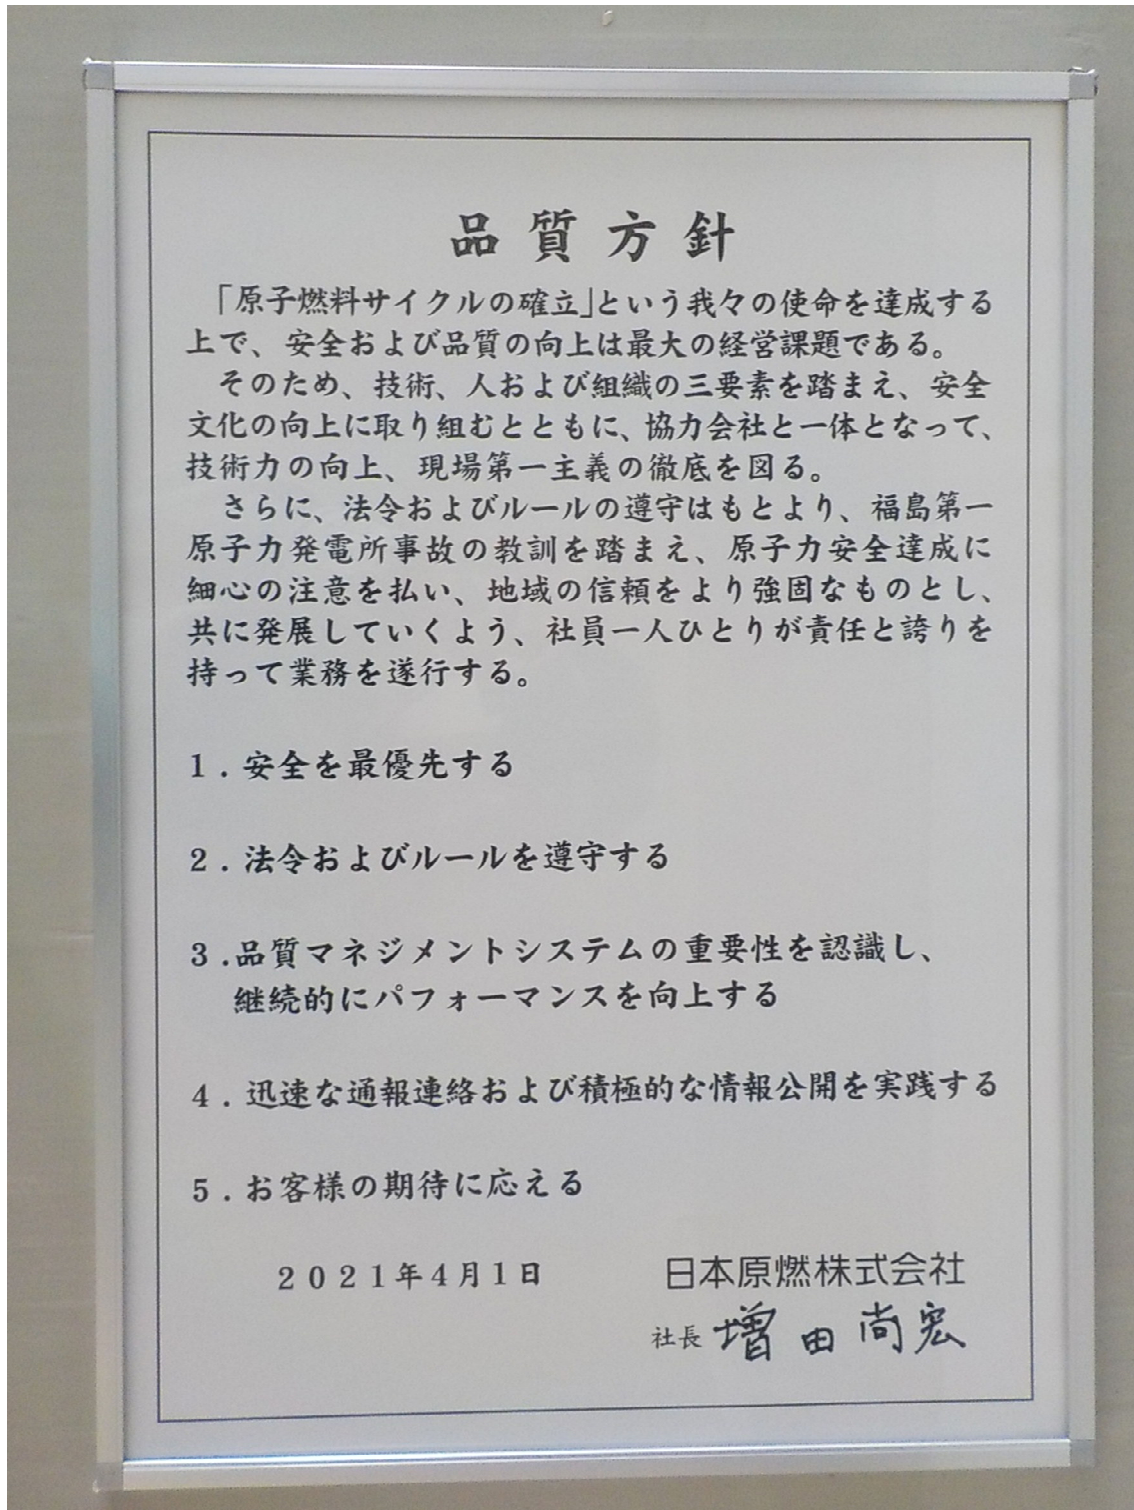 品質方針
「原子燃料サイクルの確立」という我々の使命を達成する
上で、安全および品質の向上は最大の経営課題である。
そのため、技術、人および組織の三要素を踏まえ、安全
文化の向上に取り組むとともに、協力会社と一体となって、
技術力の向上、現場第一主義の徹底を図る。
さらに、法令およびルールの遵守はもとより、福島第一
原子力発電所事故の教訓を踏まえ、原子力安全達成に
細心の注意を払い、地域の信頼をより強固なものとし、
共に発展していくよう、社員一人ひとりが責任と誇りを
持って業務を遂行する。
1.安全を最優先する
2.法令およびルールを遵守する
3.品質マネジメントシステムの重要性を認識し、
継続的にパフォーマンスを向上する
4.迅速な通報連絡および積極的な情報公開を実践する
5.お客様の期待に応える
2021年4月1日
日本原燃株式会社
社長 増田尚宏